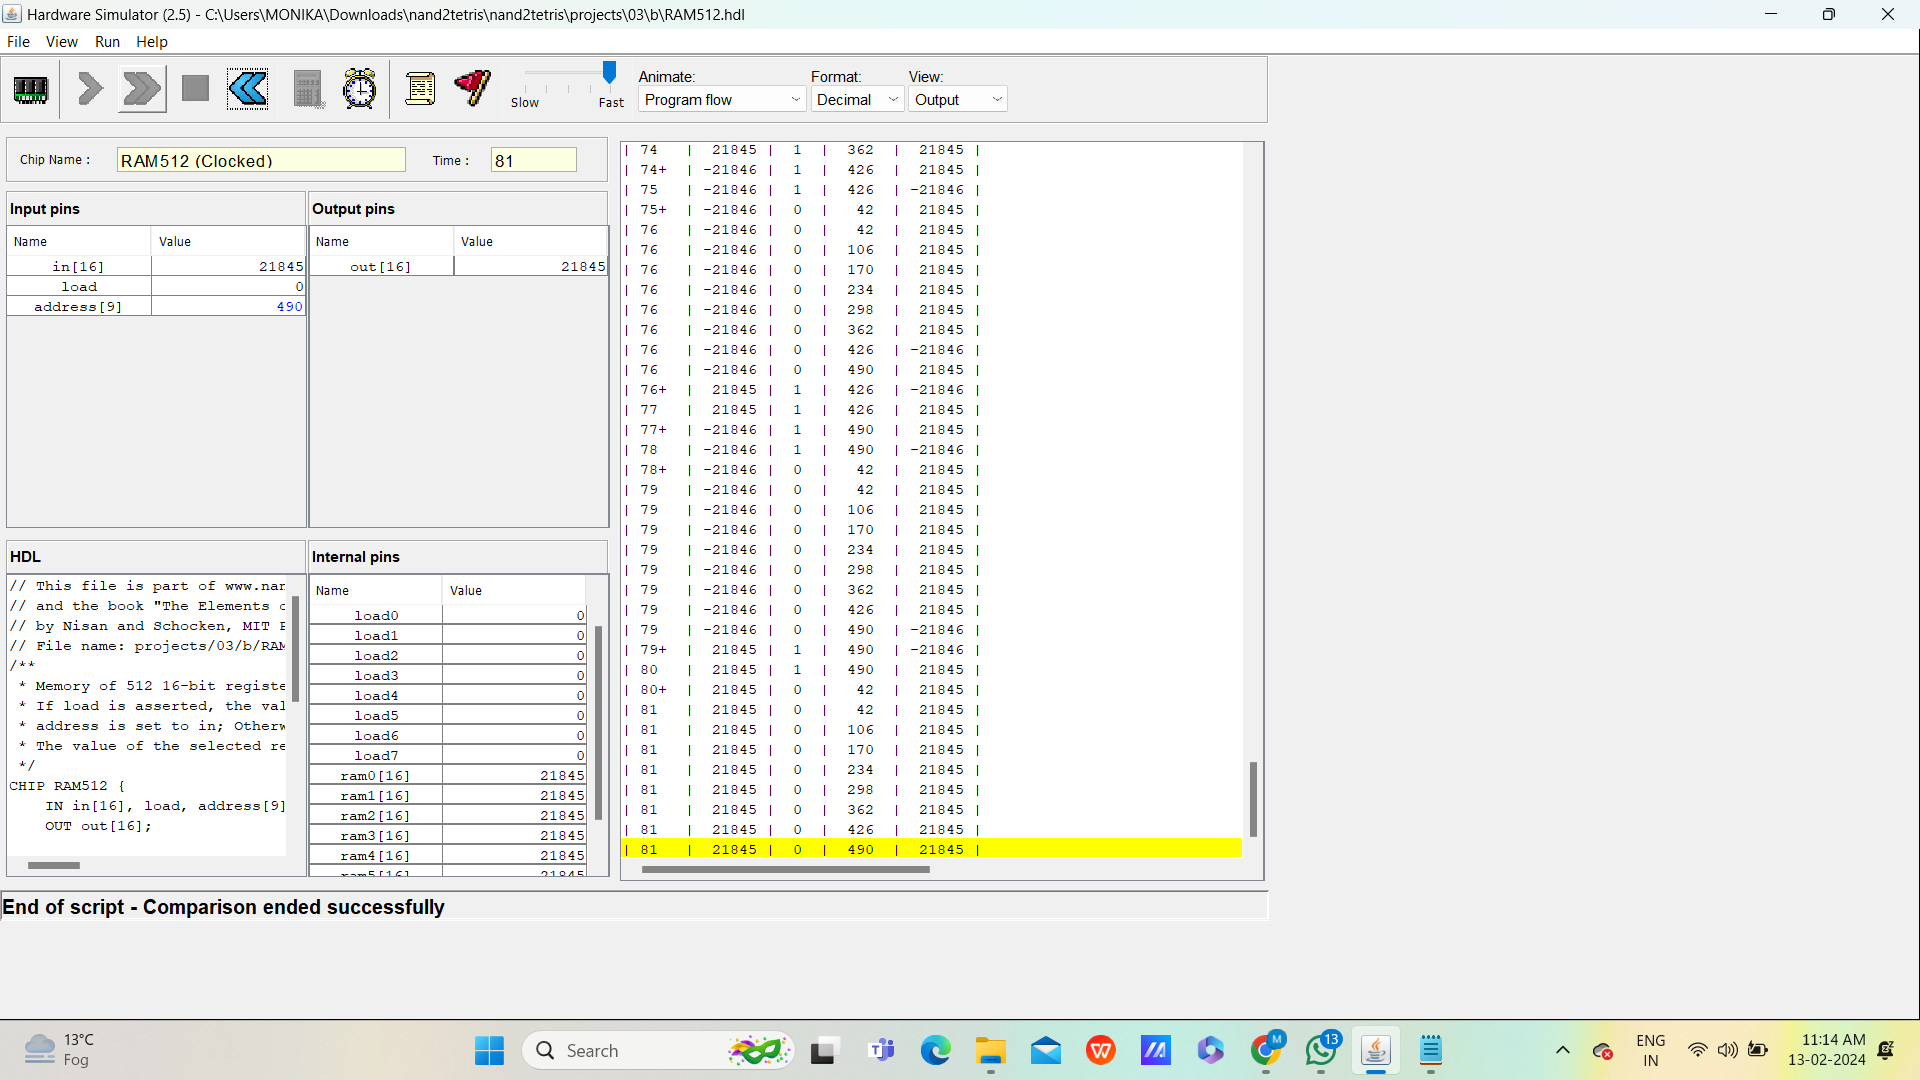 Hardware Simulator (2.5) - C:\Users\MONIKA\Downloads\nand2tetris\nand2tetris\projects\03\b\RAM512.hdl
File View Run Help
Slow Fast
Animate: Format: View:
Program flow Decimal Output
Chip Name : RAM512 (Clocked) Time : 81
Input pins
Name Value
in[16] 21845
load 0
address[9] 490
Output pins
Name Value
out[16] 21845
HDL
// This file is part of www.nan
// and the book "The Elements o
// by Nisan and Schocken, MIT P
// File name: projects/03/b/RAM
/**
* Memory of 512 16-bit registe
* If load is asserted, the val
* address is set to in; Otherw
* The value of the selected re
*/
CHIP RAM512 {
IN in[16], load, address[9]
OUT out[16];
Internal pins
Name Value
load0 0
load1 0
load2 0
load3 0
load4 0
load5 0
load6 0
load7 0
ram0[16] 21845
ram1[16] 21845
ram2[16] 21845
ram3[16] 21845
ram4[16] 21845
ram5[16] 21845
| 74 | 21845 | 1 | 362 | 21845 |
| 74+ | -21846 | 1 | 426 | 21845 |
| 75 | -21846 | 1 | 426 | -21846 |
| 75+ | -21846 | 0 | 42 | 21845 |
| 76 | -21846 | 0 | 42 | 21845 |
| 76 | -21846 | 0 | 106 | 21845 |
| 76 | -21846 | 0 | 170 | 21845 |
| 76 | -21846 | 0 | 234 | 21845 |
| 76 | -21846 | 0 | 298 | 21845 |
| 76 | -21846 | 0 | 362 | 21845 |
| 76 | -21846 | 0 | 426 | -21846 |
| 76 | -21846 | 0 | 490 | 21845 |
| 76+ | 21845 | 1 | 426 | -21846 |
| 77 | 21845 | 1 | 426 | 21845 |
| 77+ | -21846 | 1 | 490 | 21845 |
| 78 | -21846 | 1 | 490 | -21846 |
| 78+ | -21846 | 0 | 42 | 21845 |
| 79 | -21846 | 0 | 42 | 21845 |
| 79 | -21846 | 0 | 106 | 21845 |
| 79 | -21846 | 0 | 170 | 21845 |
| 79 | -21846 | 0 | 234 | 21845 |
| 79 | -21846 | 0 | 298 | 21845 |
| 79 | -21846 | 0 | 362 | 21845 |
| 79 | -21846 | 0 | 426 | 21845 |
| 79 | -21846 | 0 | 490 | -21846 |
| 79+ | 21845 | 1 | 490 | -21846 |
| 80 | 21845 | 1 | 490 | 21845 |
| 80+ | 21845 | 0 | 42 | 21845 |
| 81 | 21845 | 0 | 42 | 21845 |
| 81 | 21845 | 0 | 106 | 21845 |
| 81 | 21845 | 0 | 170 | 21845 |
| 81 | 21845 | 0 | 234 | 21845 |
| 81 | 21845 | 0 | 298 | 21845 |
| 81 | 21845 | 0 | 362 | 21845 |
| 81 | 21845 | 0 | 426 | 21845 |
| 81 | 21845 | 0 | 490 | 21845 |
End of script - Comparison ended successfully
13°C
Fog
Search
M
13
ENG
IN
11:14 AM
13-02-2024